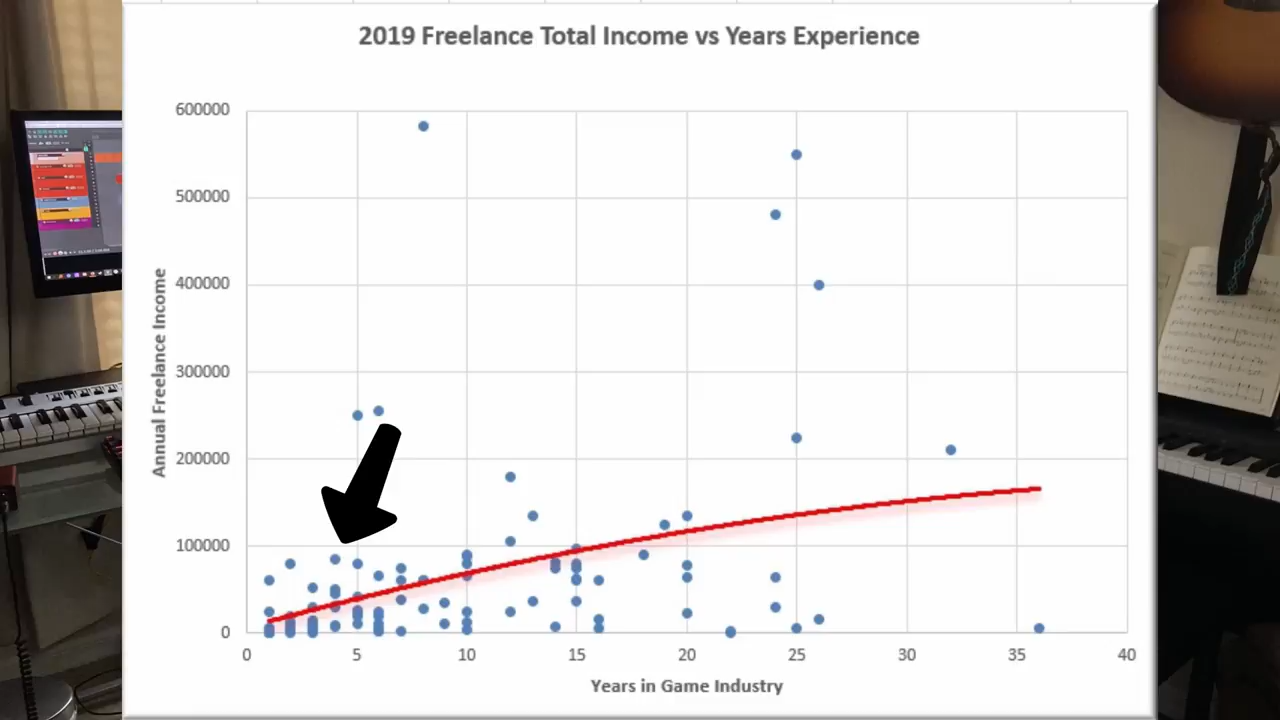 2019 Freelance Total Income vs Years Experience
600000
500000
400000
300000
200000
100000
0
Annual Freelance Income
0 5 10 15 20 25 30 35 40
Years in Game Industry